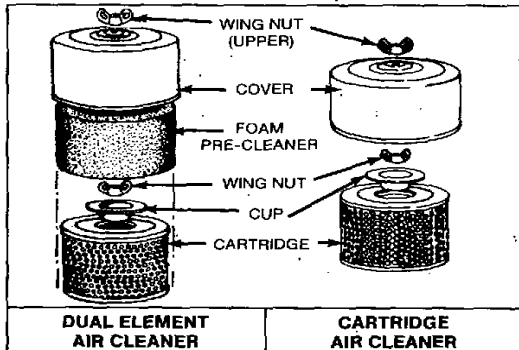 WING NUT
(UPPER)
COVER
FOAM
PRE-CLEANER
WING NUT
CUP
CARTRIDGE
DUAL ELEMENT
AIR CLEANER
CARTRIDGE
AIR CLEANER